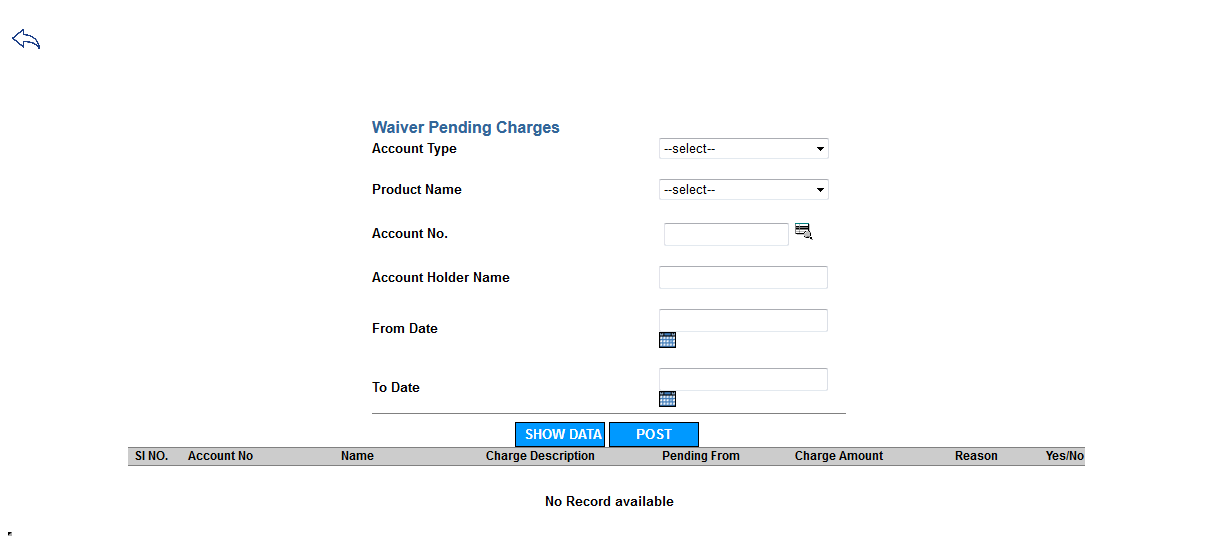 Waiver Pending Charges
Account Type --select--
Product Name --select--
Account No.
Account Holder Name
From Date
To Date
SHOW DATA POST
SI NO. Account No Name Charge Description Pending From Charge Amount Reason Yes/No
No Record available